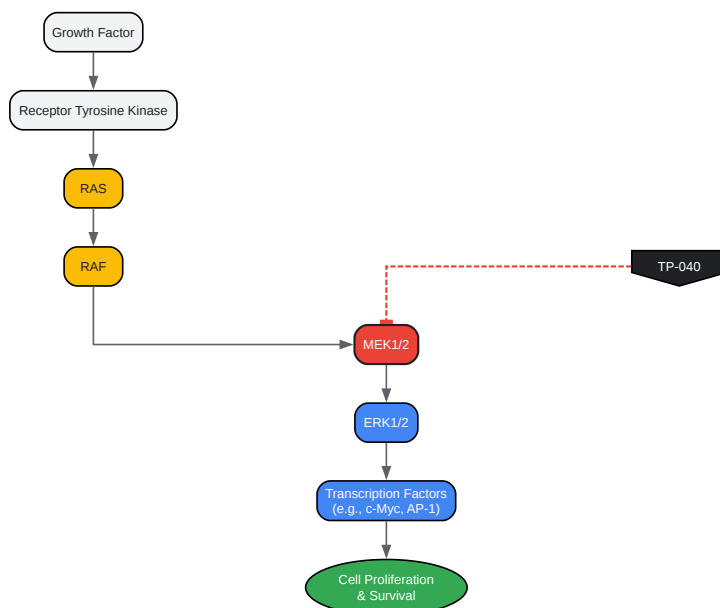 Growth Factor
Receptor Tyrosine Kinase
RAS
RAF
TP-040
MEK1/2
ERK1/2
Transcription Factors
(e.g., c-Myc, AP-1)
Cell Proliferation
& Survival